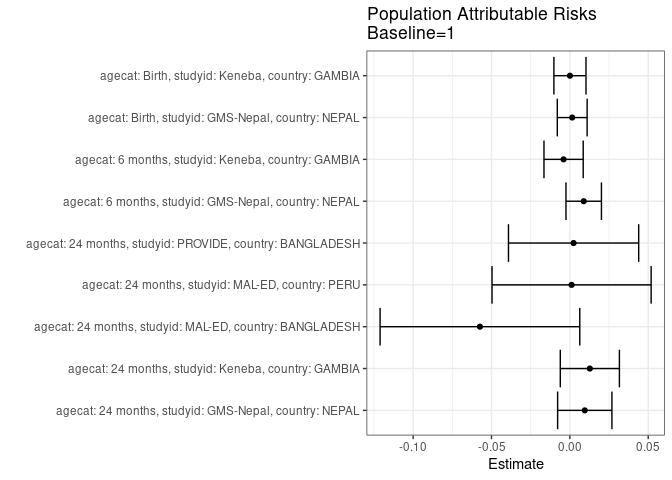 Population Attributable Risks
Baseline=1
agecat: Birth, studyid: Keneba, country: GAMBIA
agecat: Birth, studyid: GMS-Nepal, country: NEPAL
agecat: 6 months, studyid: Keneba, country: GAMBIA
agecat: 6 months, studyid: GMS-Nepal, country: NEPAL
agecat: 24 months, studyid: PROVIDE, country: BANGLADESH
agecat: 24 months, studyid: MAL-ED, country: PERU
agecat: 24 months, studyid: MAL-ED, country: BANGLADESH
agecat: 24 months, studyid: Keneba, country: GAMBIA
agecat: 24 months, studyid: GMS-Nepal, country: NEPAL
-0.10 -0.05 0.00 0.05
Estimate